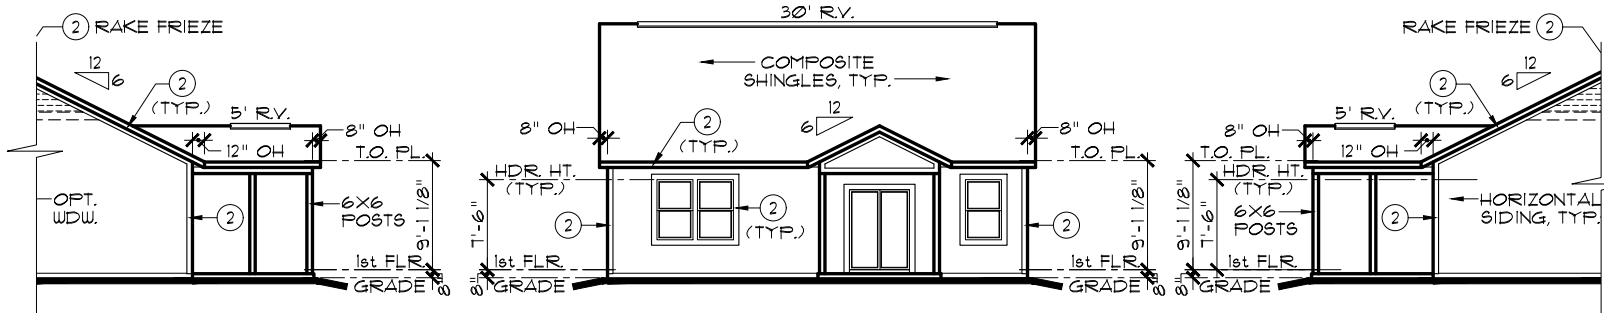 2 RAKE FRIEZE
12
6
2
(TYP.)
5' R.V.
8" OH
12" OH
T.O. PL.
OPT.
WDW.
2
6X6
POSTS
9'-1 1/8"
1st FLR.
GRADE
8"
30' R.V.
COMPOSITE
SHINGLES, TYP.
12
6
8" OH
2
(TYP.)
8" OH
T.O. PL.
HDR. HT.
(TYP.)
7'-6"
2
2
(TYP.)
2
9'-1 1/8"
1st FLR.
1st FLR.
8"
GRADE
GRADE
8"
RAKE FRIEZE 2
12
6
2
(TYP.)
5' R.V.
8" OH
12" OH
T.O. PL.
HDR. HT.
(TYP.)
9'-1 1/8"
7'-6"
6X6
POSTS
2
HORIZONTAL
SIDING, TYP.
1st FLR.
8"
GRADE